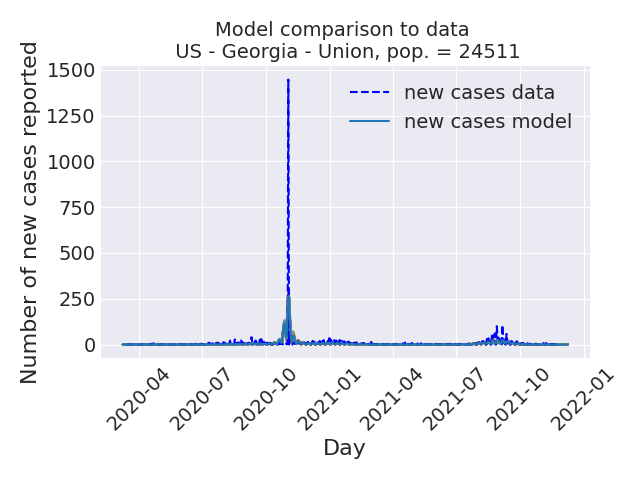 Model comparison to data
US - Georgia - Union, pop. = 24511
Number of new cases reported
1500
1250
1000
750
500
250
0
new cases data
new cases model
2020-04
2020-07
2020-10
2021-01
2021-04
2021-07
2021-10
2022-01
Day